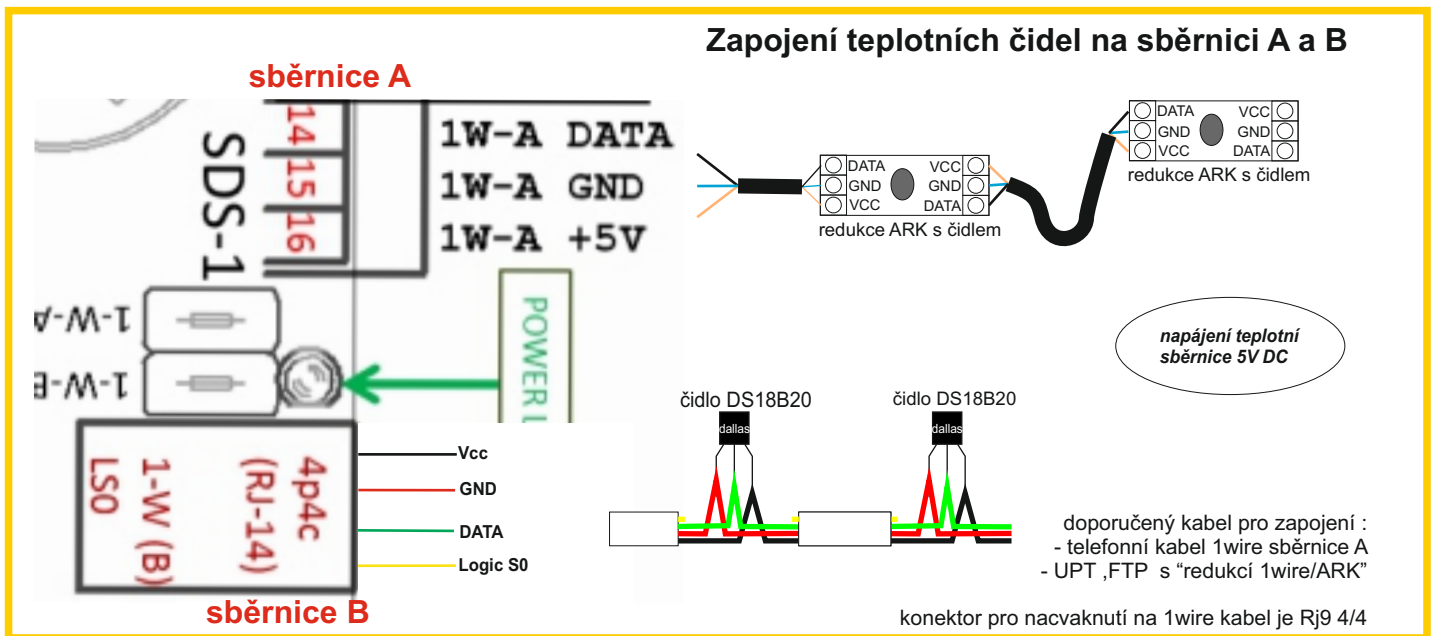 Zapojení teplotních čidel na sběrnici A a B
sběrnice A
SDS-1
14
15
16
1W-A DATA
1W-A GND
1W-A +5V
1-W-A
1-W-B
POWER
4p4c
(RJ-14)
1-W (B)
LS0
Vcc
GND
DATA
Logic S0
sběrnice B
DATA VCC
GND GND
VCC DATA
redukce ARK s čidlem
DATA VCC
GND GND
VCC DATA
redukce ARK s čidlem
napájení teplotní
sběrnice 5V DC
čidlo DS18B20
dallas
čidlo DS18B20
dallas
doporučený kabel pro zapojení :
- telefonní kabel 1wire sběrnice A
- UPT ,FTP s “redukcí 1wire/ARK”
konektor pro nacvaknutí na 1wire kabel je Rj9 4/4